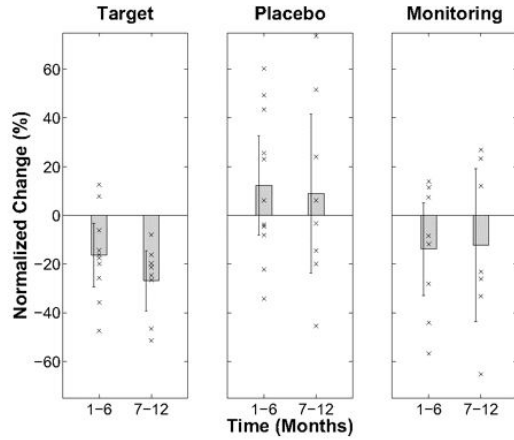 Target Placebo Monitoring
Normalized Change (%)
60
40
20
0
−20
−40
−60
1−6 7−12 1−6 7−12 1−6 7−12
Time (Months)